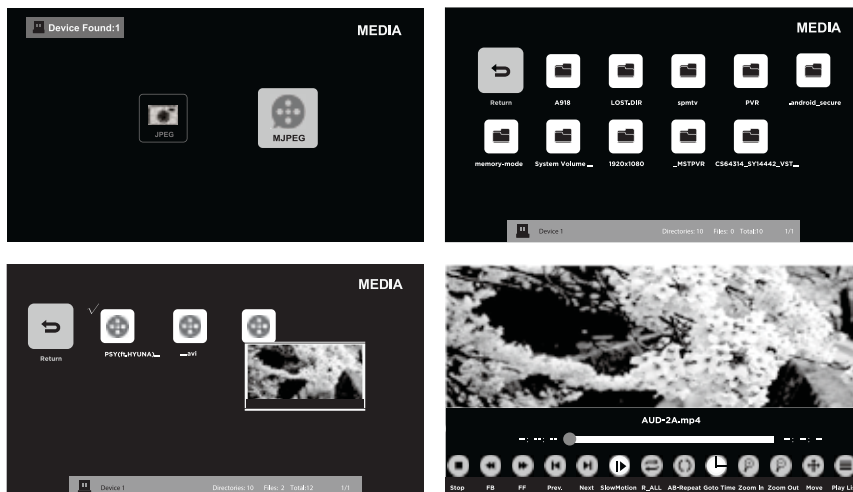 Device Found:1
MEDIA
JPEG
MJPEG
MEDIA
Return A918 LOST.DIR spmtv PVR .android_secure
memory-mode System Volume _ 1920x1080 _MSTPVR CS64314_SY14442_VST_
Device 1 Directories: 10 Files: 0 Total:10 1/1
MEDIA
Return PSY(ft.HYUNA)_ _avi
Device 1 Directories: 10 Files: 2 Total:12 1/1
AUD-2A.mp4
-: --: -- -: -: -
Stop FB FF Prev. Next SlowMotion R_ALL AB-Repeat Goto Time Zoom In Zoom Out Move Play Li